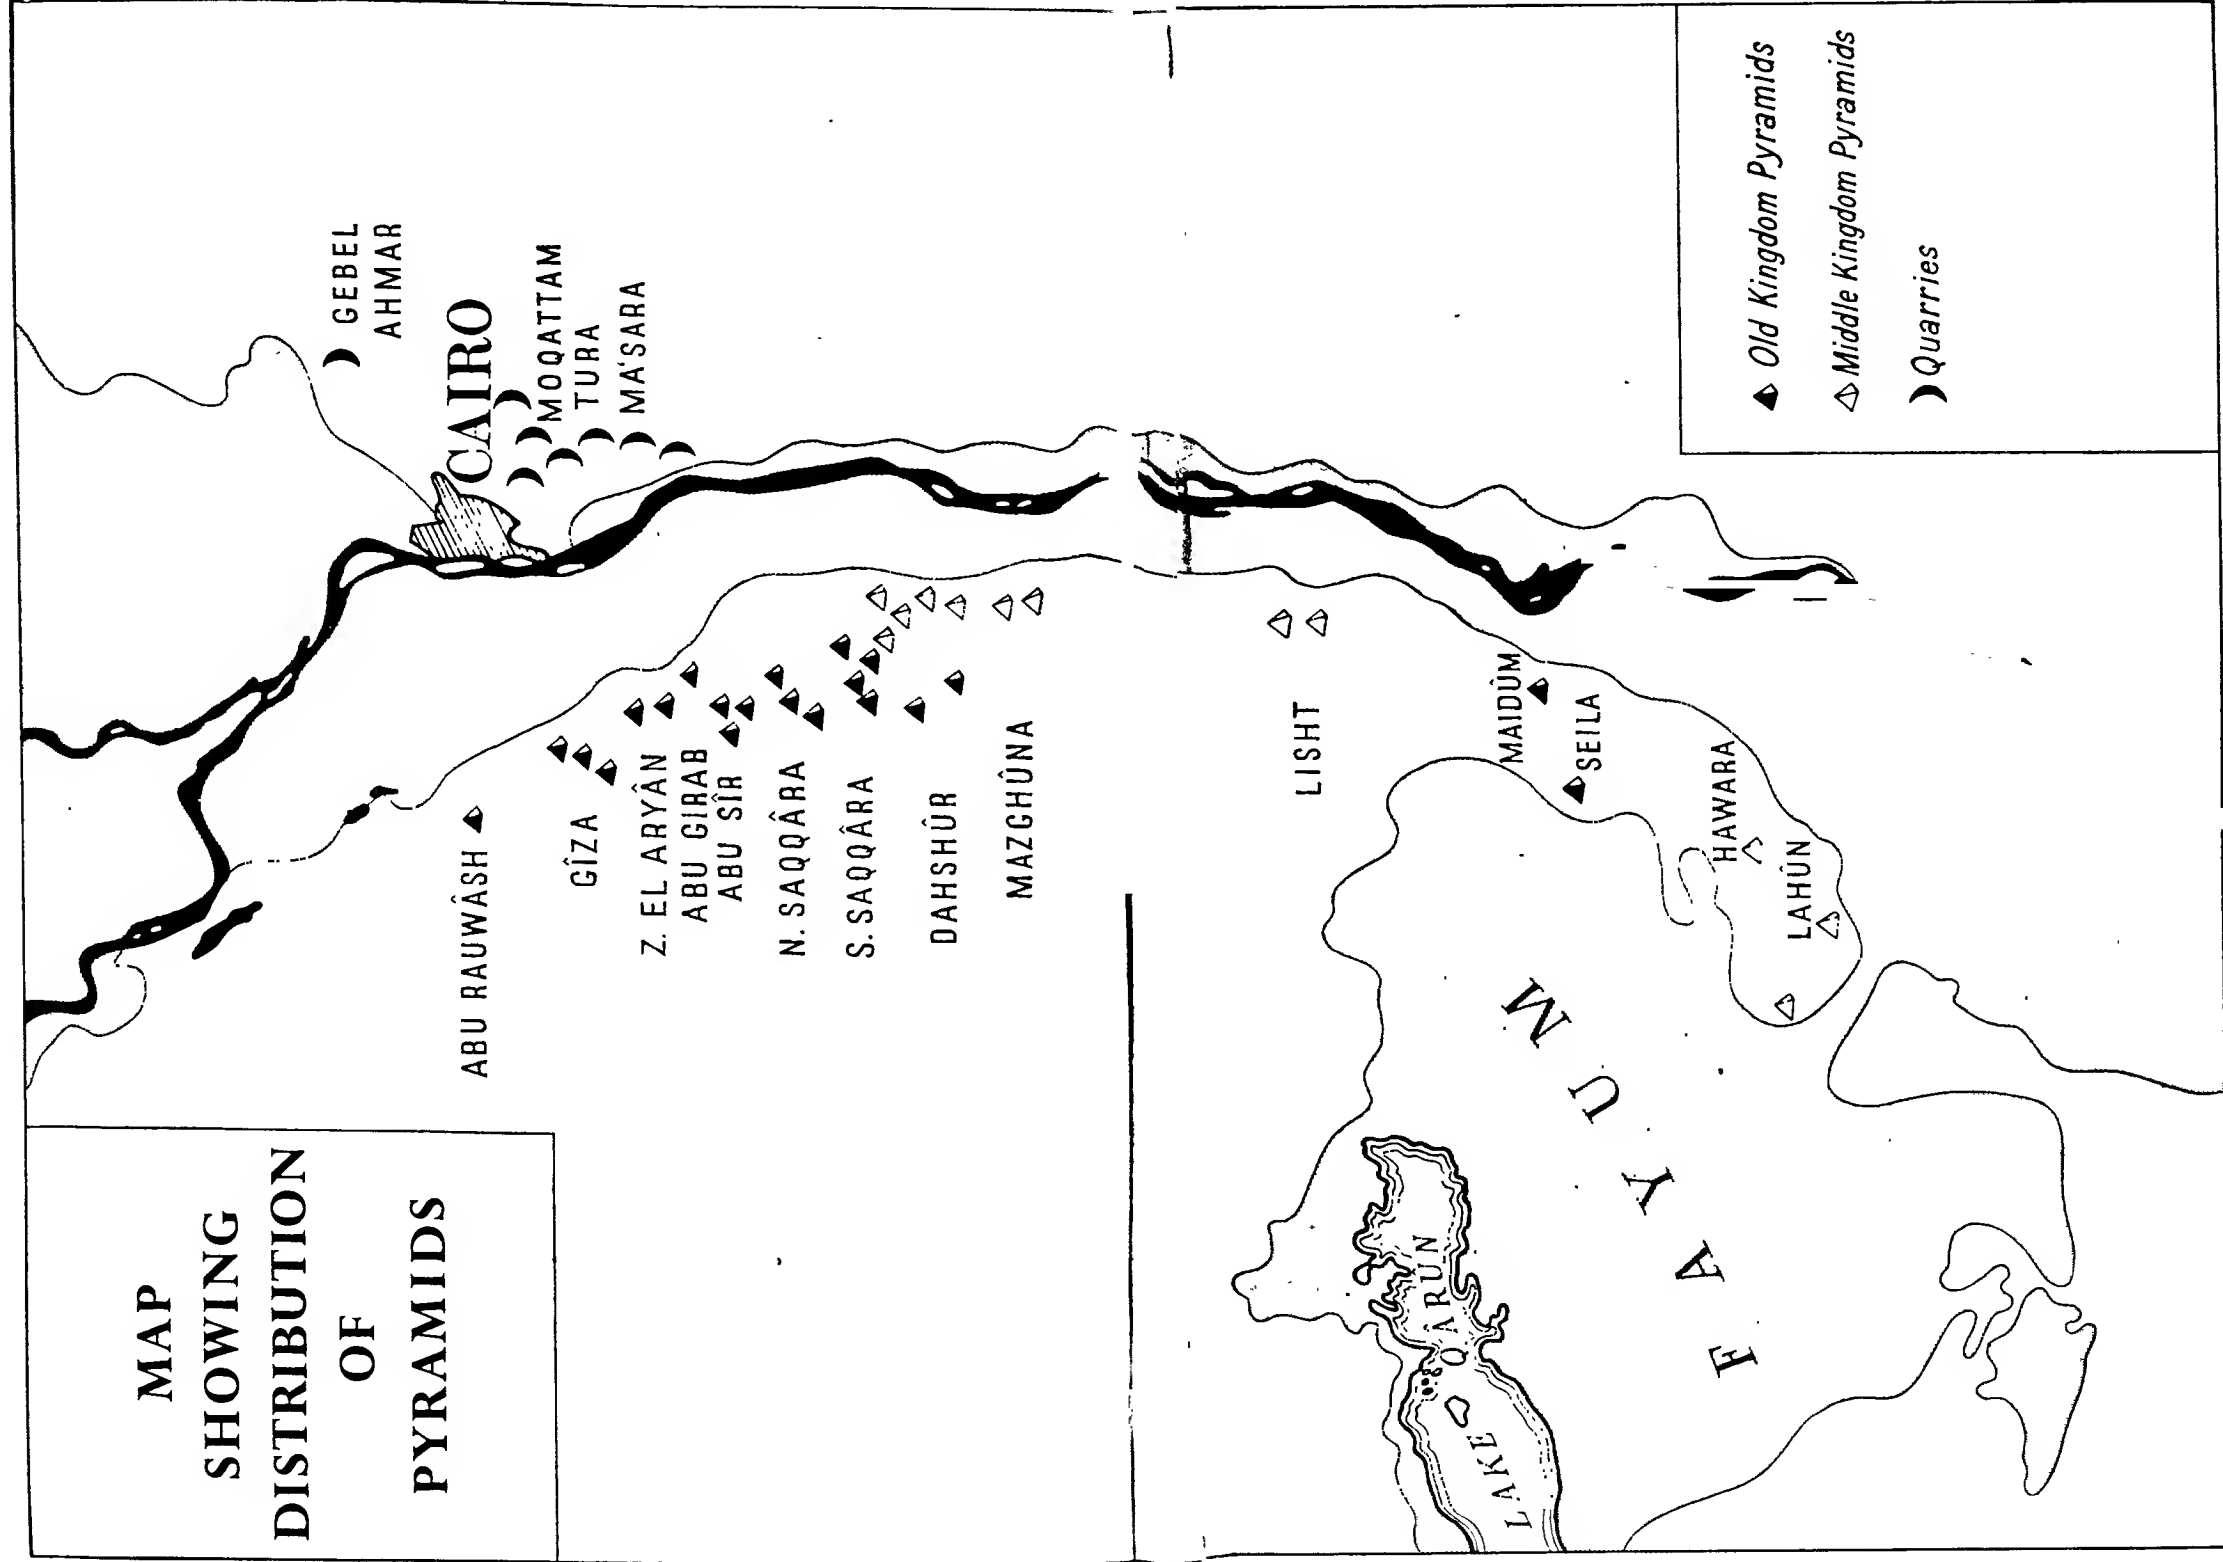 MAP
SHOWING
DISTRIBUTION
OF
PYRAMIDS
GEBEL
AHMAR
CAIRO
MOQATTAM
TURA
MA'SARA
ABU RAUWÂSH
GÎZA
Z. EL ARYÂN
ABU GIRAB
ABU SÎR
N. SAQQÂRA
S. SAQQÂRA
DAHSHÛR
MAZGHÛNA
LISHT
MAIDÛM
SEILA
HAWARA
LAHÛN
FAYUM
LAKE QÂRÛN
Old Kingdom Pyramids
Middle Kingdom Pyramids
Quarries